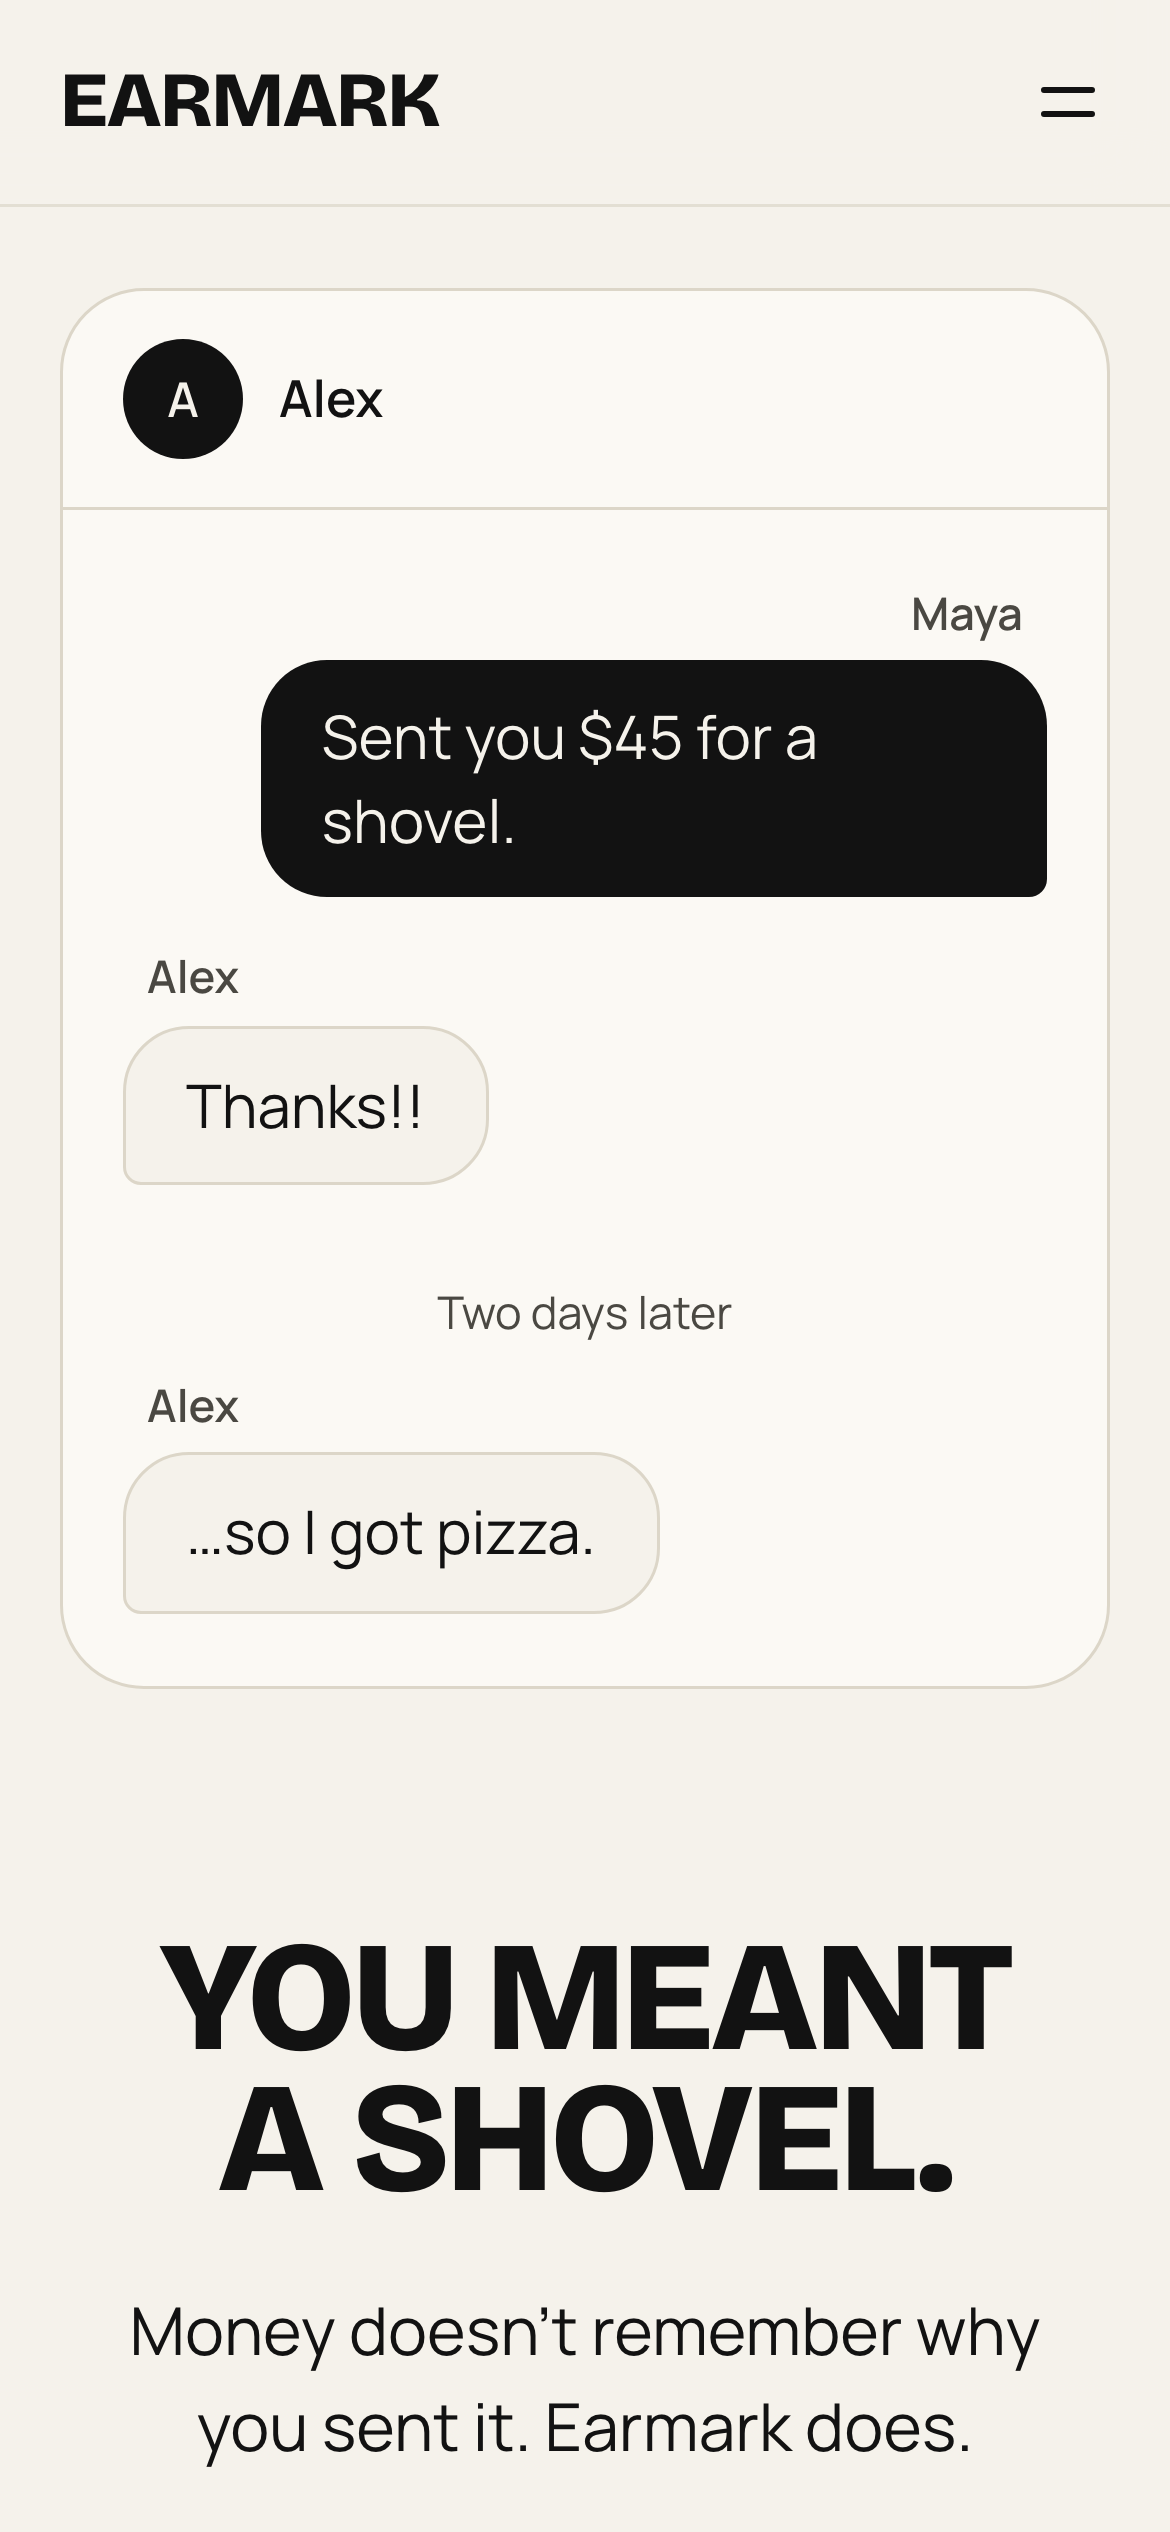 EARMARK
A Alex
Maya
Sent you $45 for a
shovel.
Alex
Thanks!!
Two days later
Alex
...so I got pizza.
YOU MEANT
A SHOVEL.
Money doesn’t remember why
you sent it. Earmark does.